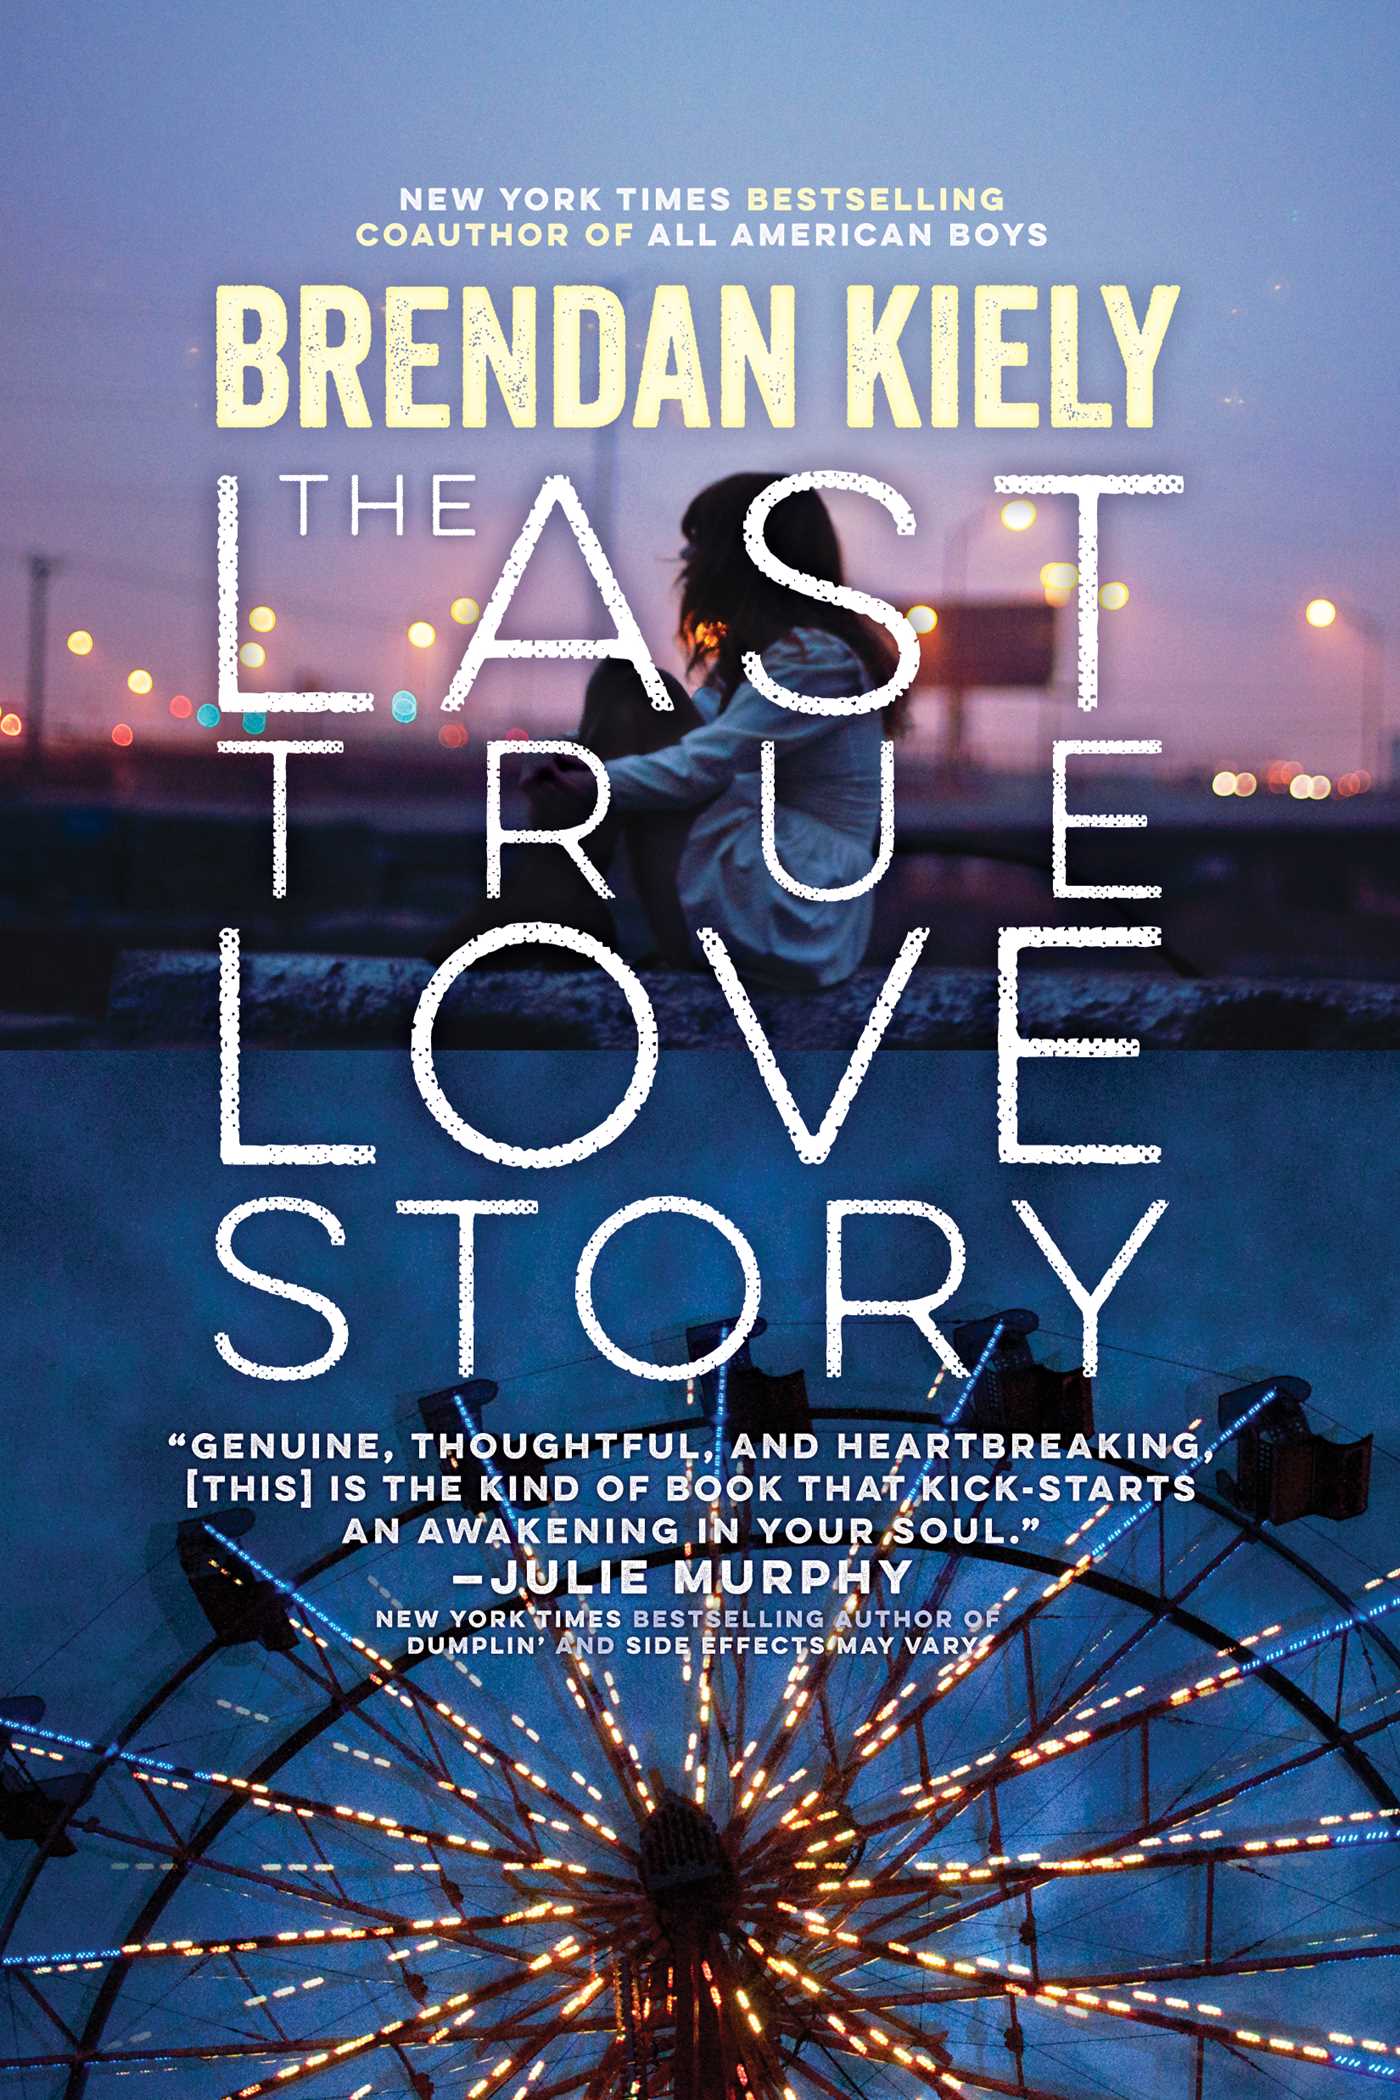 NEW YORK TIMES BESTSELLING
COAUTHOR OF ALL AMERICAN BOYS
BRENDAN KIELY
THE
LAST
TRUE
LOVE
STORY
“GENUINE, THOUGHTFUL, AND HEARTBREAKING,
[THIS] IS THE KIND OF BOOK THAT KICK-STARTS
AN AWAKENING IN YOUR SOUL.”
–JULIE MURPHY
NEW YORK TIMES BESTSELLING AUTHOR OF
DUMPLIN’ AND SIDE EFFECTS MAY VARY